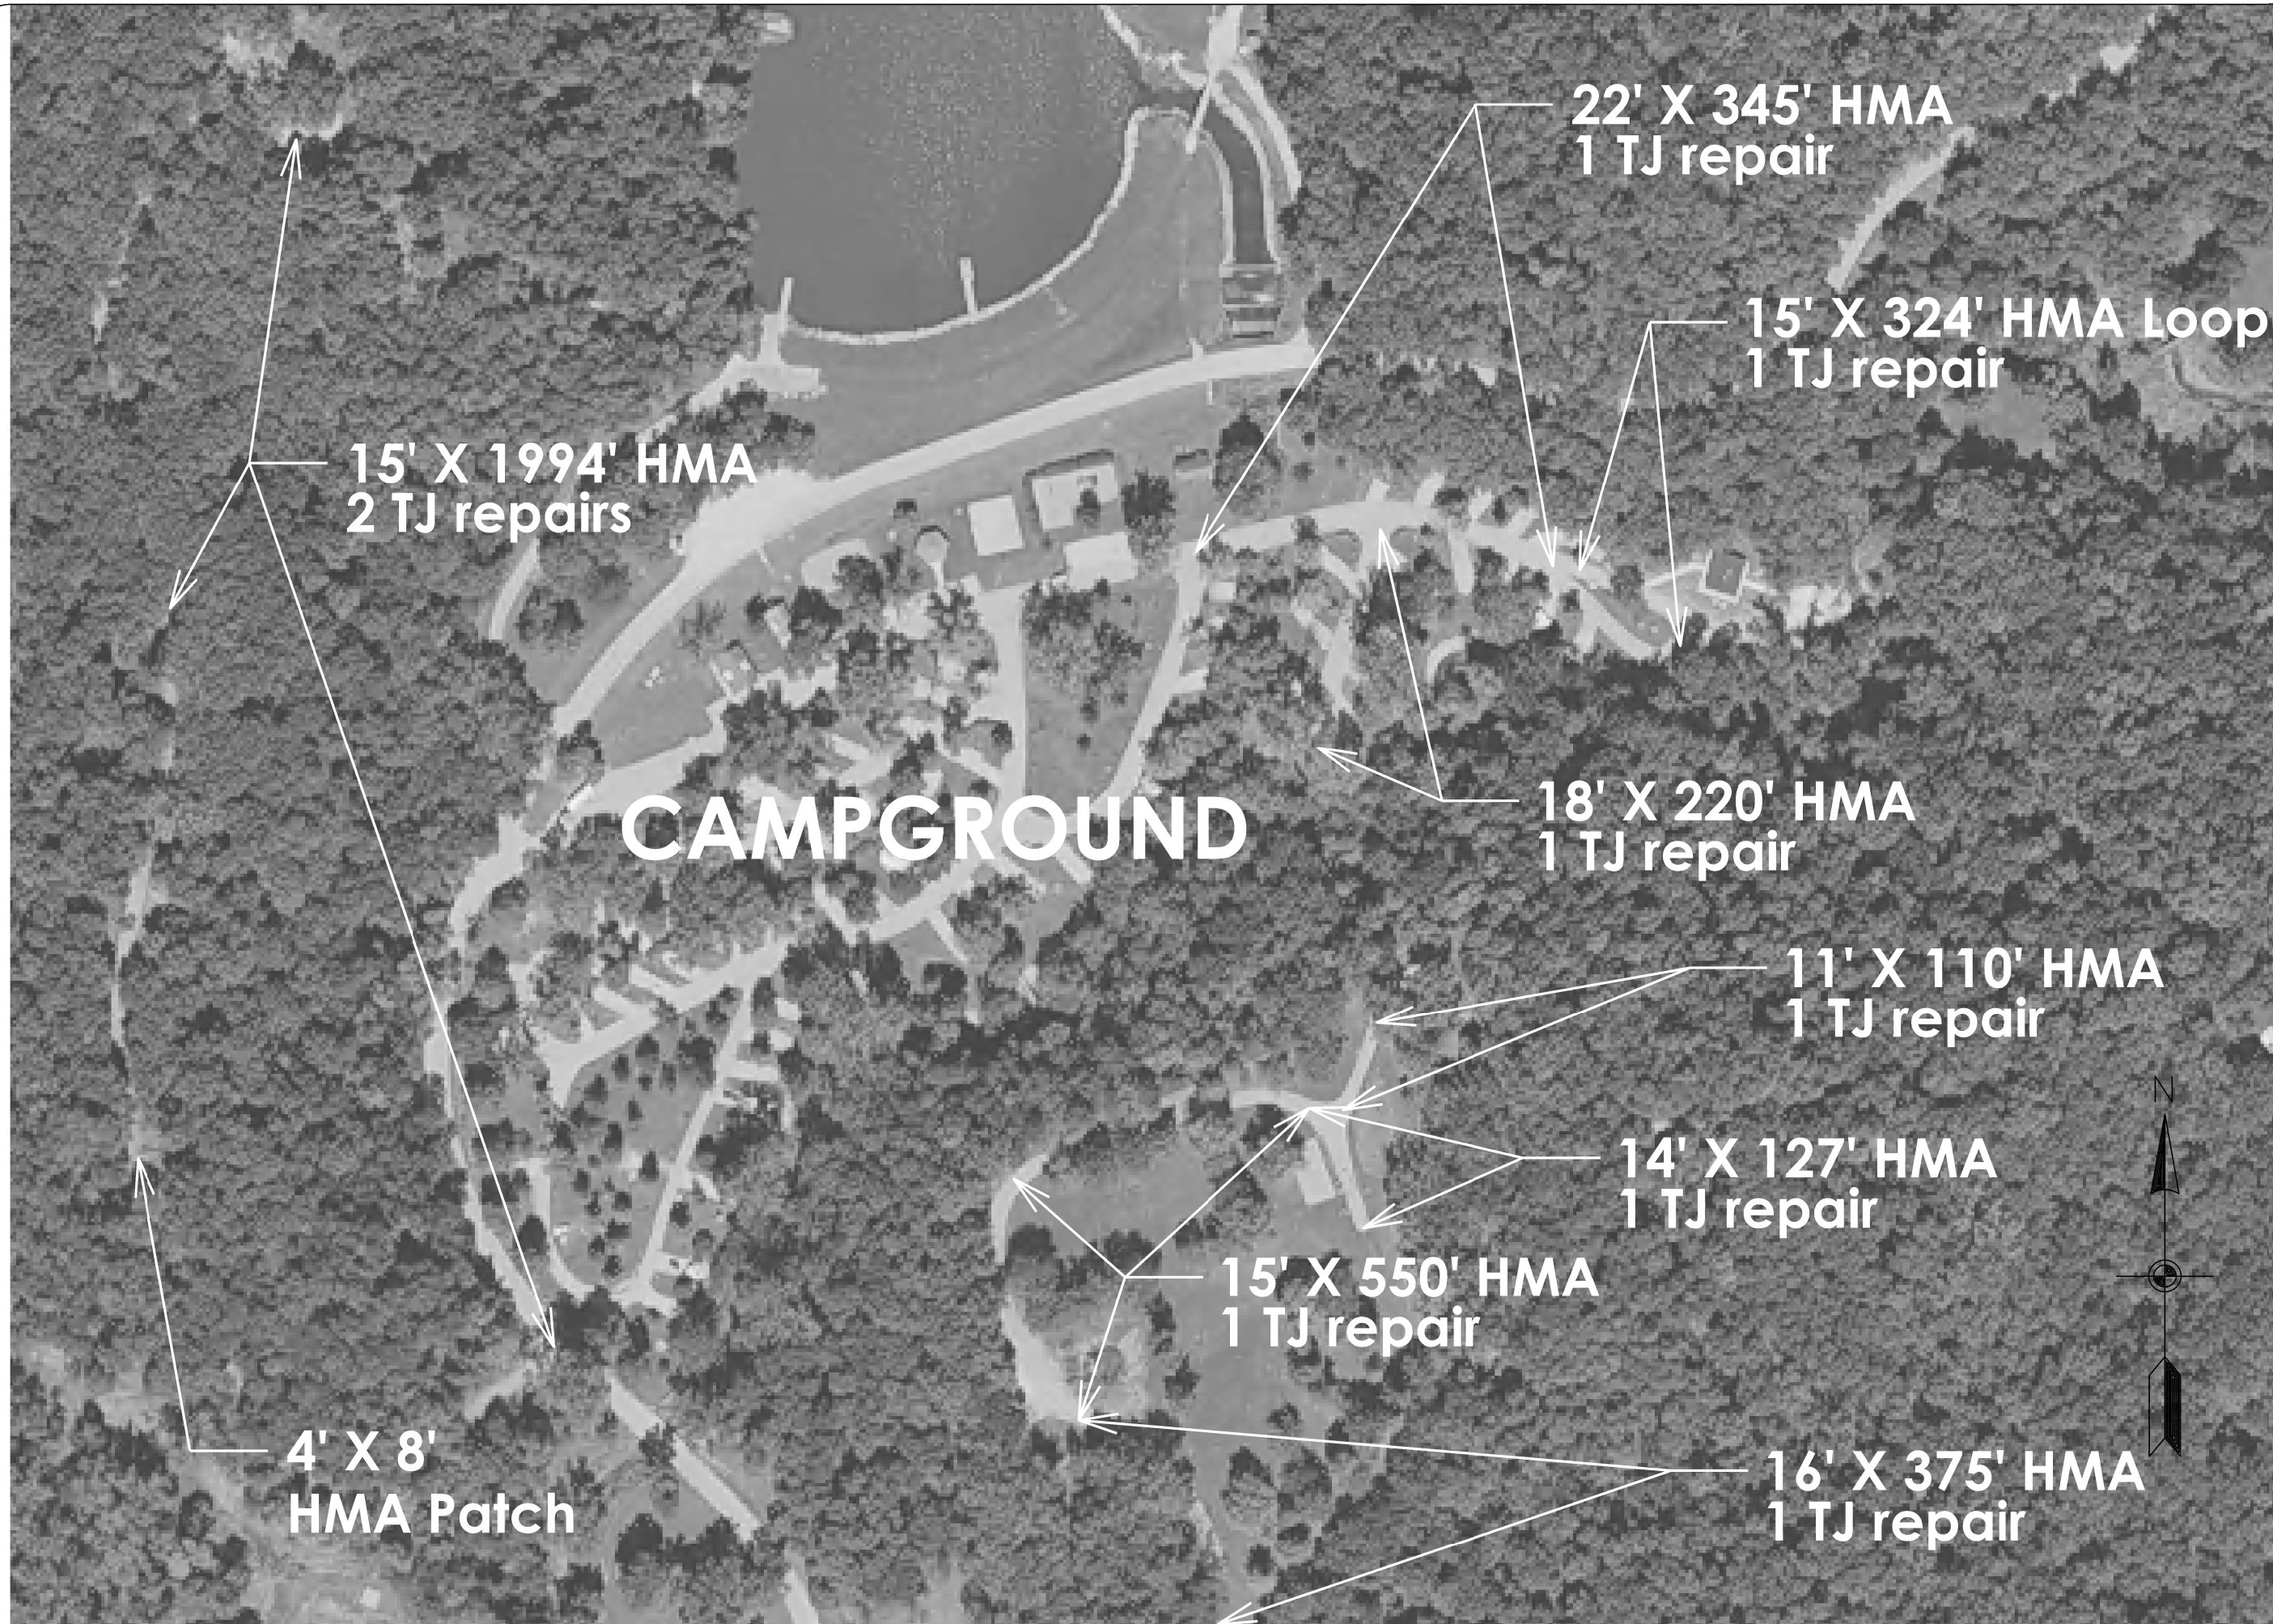 22' X 345' HMA
1 TJ repair
15' X 324' HMA Loop
1 TJ repair
15' X 1994' HMA
2 TJ repairs
CAMPGROUND
18' X 220' HMA
1 TJ repair
11' X 110' HMA
1 TJ repair
N
14' X 127' HMA
1 TJ repair
15' X 550' HMA
1 TJ repair
4' X 8'
HMA Patch
16' X 375' HMA
1 TJ repair